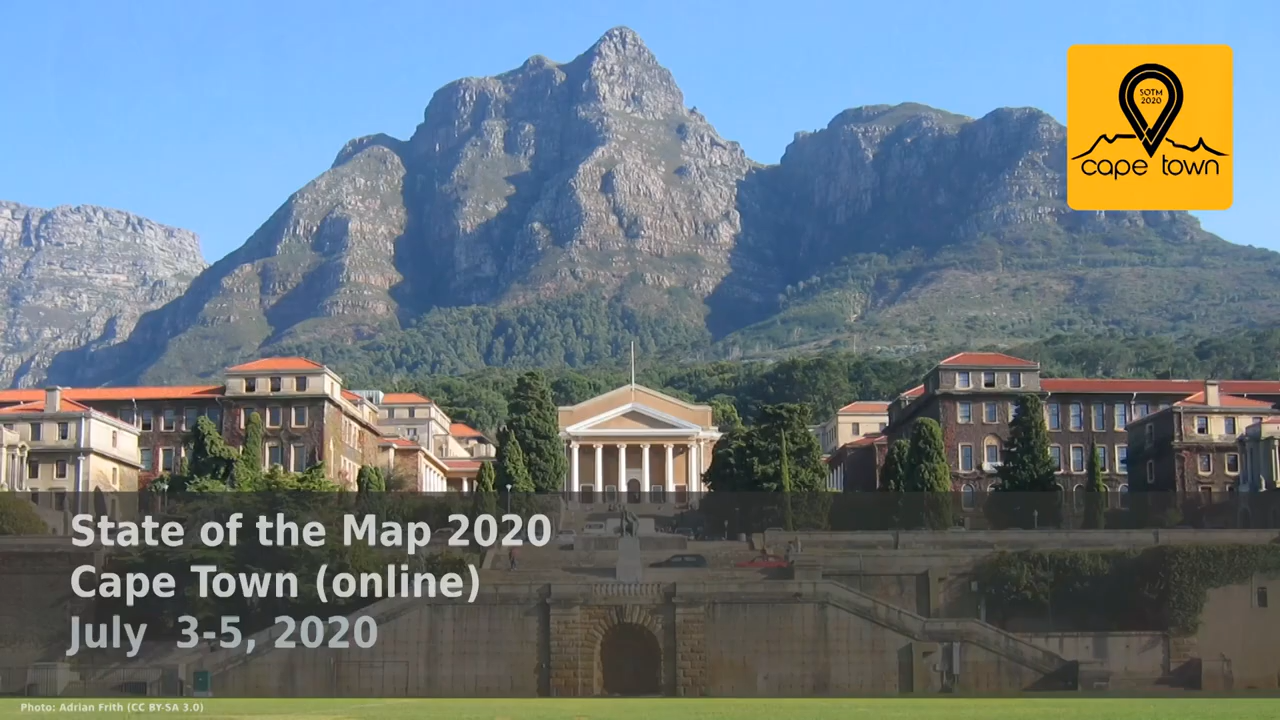 SOTM
2020
cape town
State of the Map 2020
Cape Town (online)
July 3-5, 2020
Photo: Adrian Frith (CC BY-SA 3.0)